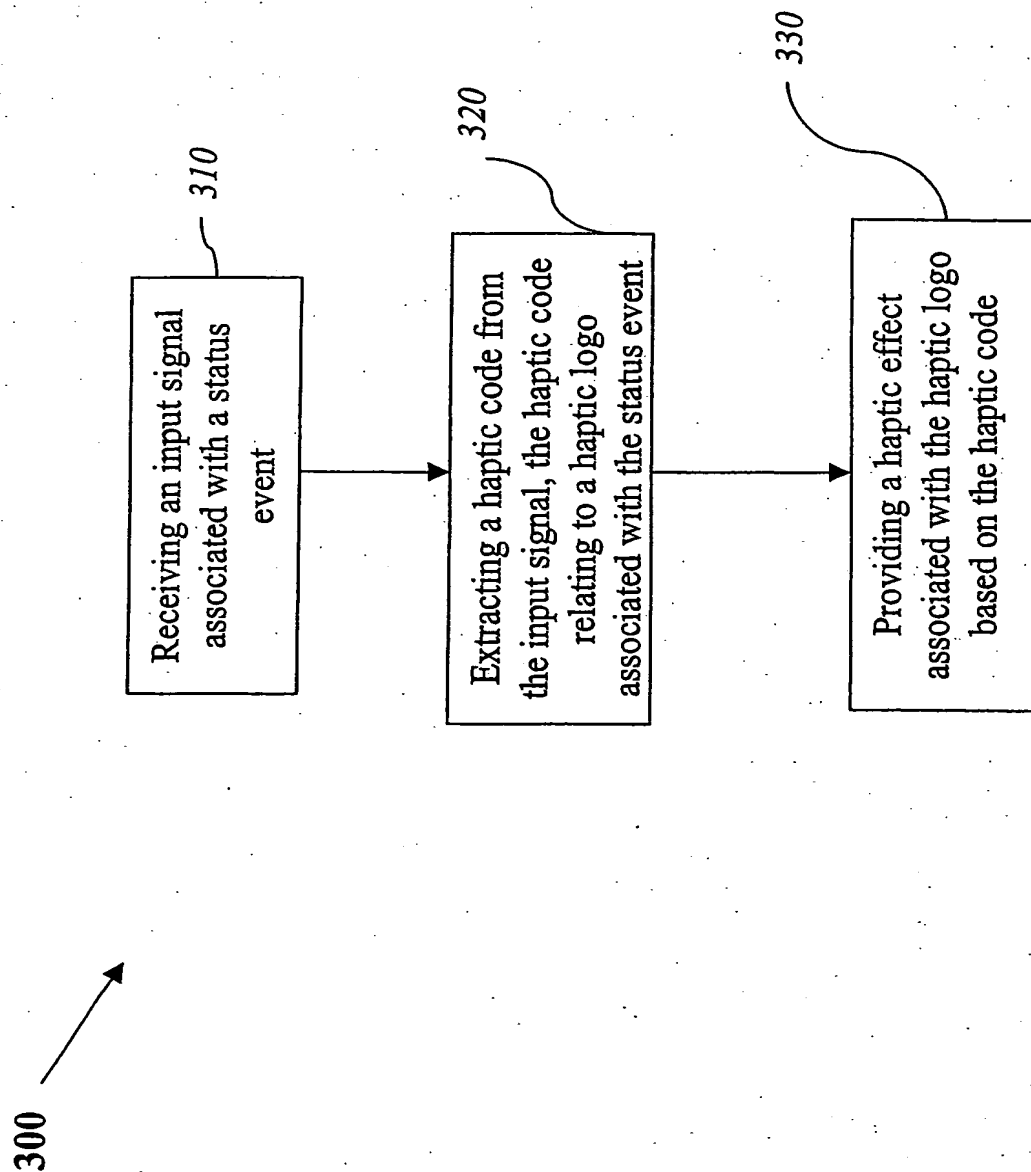 300
Receiving an input signal
associated with a status
event
310
Extracting a haptic code from
the input signal, the haptic code
relating to a haptic logo
associated with the status event
320
Providing a haptic effect
associated with the haptic logo
based on the haptic code
330